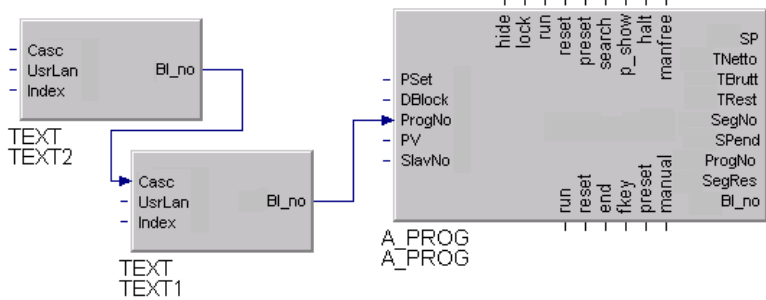 Casc
UsrLan
Index
Bl_no
TEXT
TEXT2
Casc
UsrLan
Index
Bl_no
TEXT
TEXT1
hide
lock
run
reset
preset
search
p_show
halt
manfree
PSet
DBlock
ProgNo
PV
SlavNo
SP
TNetto
TBrutt
TRest
SegNo
SPend
ProgNo
SegRes
Bl_no
run
reset
end
fkey
preset
manual
A_PROG
A_PROG